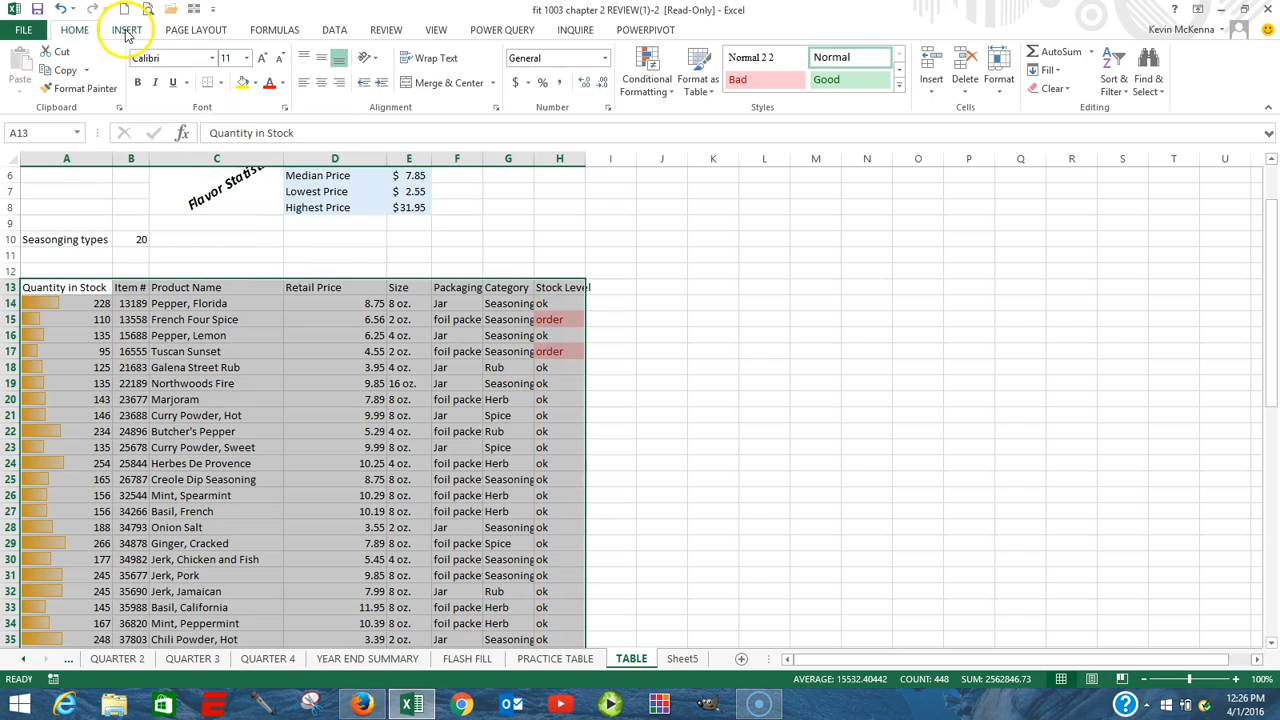 fit 1003 chapter 2 REVIEW(1)-2 [Read-Only] - Excel
FILE HOME INSERT PAGE LAYOUT FORMULAS DATA REVIEW VIEW POWER QUERY INQUIRE POWERPIVOT Kevin McKenna
Paste Cut Copy Format Painter
Calibri 11 B I U
Wrap Text Merge & Center
General $ % ,
Conditional Formatting Format as Table
Normal 2 2 Normal Bad Good
Insert Delete Format
AutoSum Fill Clear Sort & Filter Find & Select
Clipboard Font Alignment Number Styles Cells Editing
A13 fx Quantity in Stock
A B C D E F G H I J K L M N O P Q R S T U
6 Flavor Statis Median Price $ 7.85
7 Lowest Price $ 2.55
8 Highest Price $31.95
9
10 Seasonging types 20
11
12
13 Quantity in Stock Item # Product Name Retail Price Size Packaging Category Stock Level
14 228 13189 Pepper, Florida 8.75 8 oz. Jar Seasoning ok
15 110 13558 French Four Spice 6.56 2 oz. foil packe Seasoning order
16 135 15688 Pepper, Lemon 6.25 4 oz. Jar Seasoning ok
17 95 16555 Tuscan Sunset 4.55 2 oz. foil packe Seasoning order
18 125 21683 Galena Street Rub 3.95 4 oz. Jar Rub ok
19 135 22189 Northwoods Fire 9.85 16 oz. Jar Seasoning ok
20 143 23677 Marjoram 7.89 8 oz. foil packe Herb ok
21 146 23688 Curry Powder, Hot 9.99 8 oz. Jar Spice ok
22 234 24896 Butcher's Pepper 5.29 4 oz. foil packe Rub ok
23 135 25678 Curry Powder, Sweet 9.99 8 oz. Jar Spice ok
24 254 25844 Herbes De Provence 10.25 4 oz. foil packe Herb ok
25 165 26787 Creole Dip Seasoning 8.75 8 oz. foil packe Seasoning ok
26 156 32544 Mint, Spearmint 10.29 8 oz. foil packe Herb ok
27 156 34266 Basil, French 10.19 8 oz. foil packe Herb ok
28 188 34793 Onion Salt 3.55 2 oz. Jar Seasoning ok
29 266 34878 Ginger, Cracked 7.89 8 oz. foil packe Spice ok
30 177 34982 Jerk, Chicken and Fish 5.45 4 oz. foil packe Seasoning ok
31 245 35677 Jerk, Pork 9.85 8 oz. foil packe Seasoning ok
32 245 35690 Jerk, Jamaican 7.99 8 oz. Jar Rub ok
33 145 35988 Basil, California 11.95 8 oz. foil packe Herb ok
34 167 36820 Mint, Peppermint 10.39 8 oz. foil packe Herb ok
35 248 37803 Chili Powder, Hot 3.39 2 oz. Jar Seasoning ok
... QUARTER 2 QUARTER 3 QUARTER 4 YEAR END SUMMARY FLASH FILL PRACTICE TABLE TABLE Sheet5
READY AVERAGE: 15532.40442 COUNT: 448 SUM: 2562846.73 100%
12:26 PM
4/1/2016